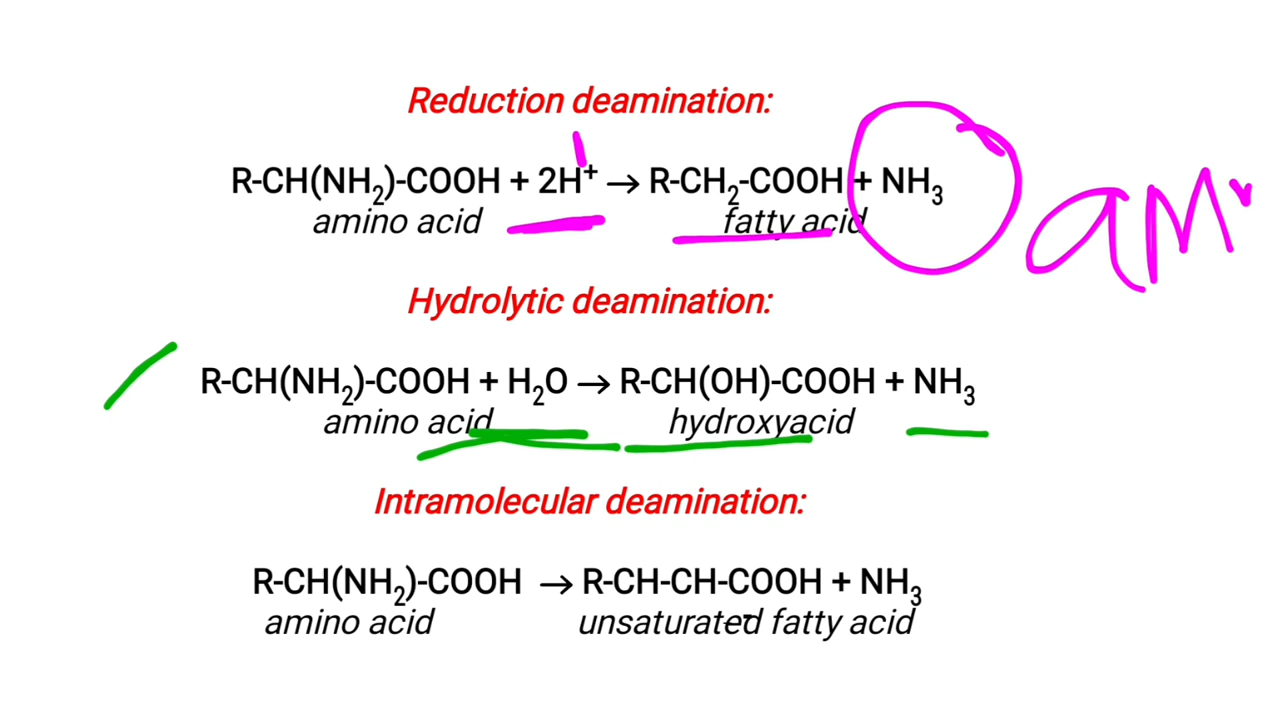 Reduction deamination:
R-CH(NH₂)-COOH + 2H⁺ → R-CH₂-COOH + NH₃
amino acid fatty acid
Hydrolytic deamination:
R-CH(NH₂)-COOH + H₂O → R-CH(OH)-COOH + NH₃
amino acid hydroxyacid
Intramolecular deamination:
R-CH(NH₂)-COOH → R-CH-CH-COOH + NH₃
amino acid unsaturated fatty acid